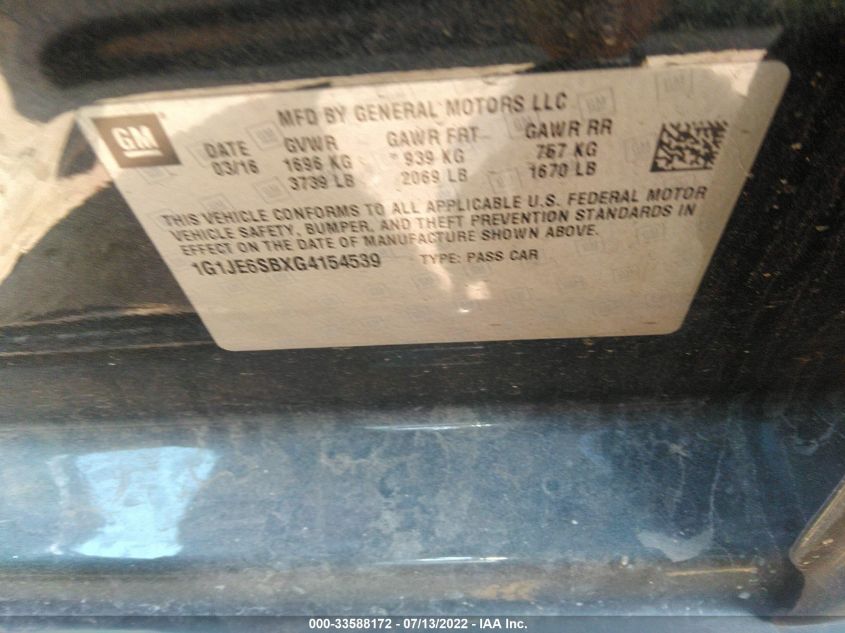 GM
MFD BY GENERAL MOTORS LLC
DATE GVWR GAWR FRT GAWR RR
03/16 1696 KG 939 KG 757 KG
3739 LB 2069 LB 1670 LB
THIS VEHICLE CONFORMS TO ALL APPLICABLE U.S. FEDERAL MOTOR
VEHICLE SAFETY, BUMPER, AND THEFT PREVENTION STANDARDS IN
EFFECT ON THE DATE OF MANUFACTURE SHOWN ABOVE.
1G1JE6SBXG4154539 TYPE: PASS CAR
000-33588172 - 07/13/2022 - IAA Inc.